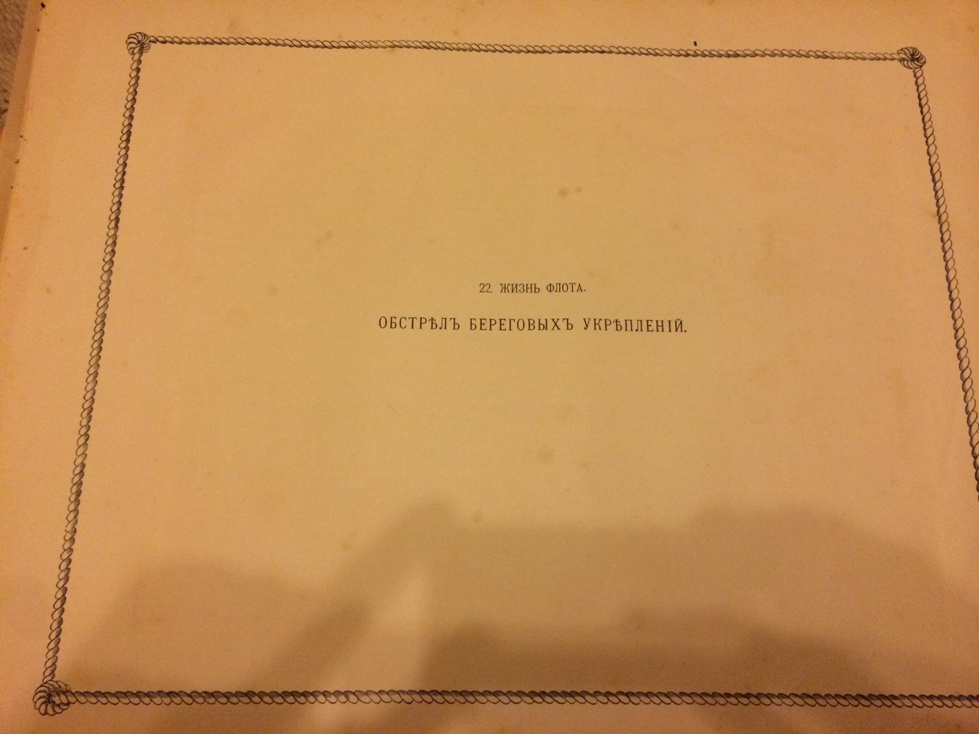 22. ЖИЗНЬ ФЛОТА.
ОБСТРѢЛЪ БЕРЕГОВЫХЪ УКРѢПЛЕНІЙ.